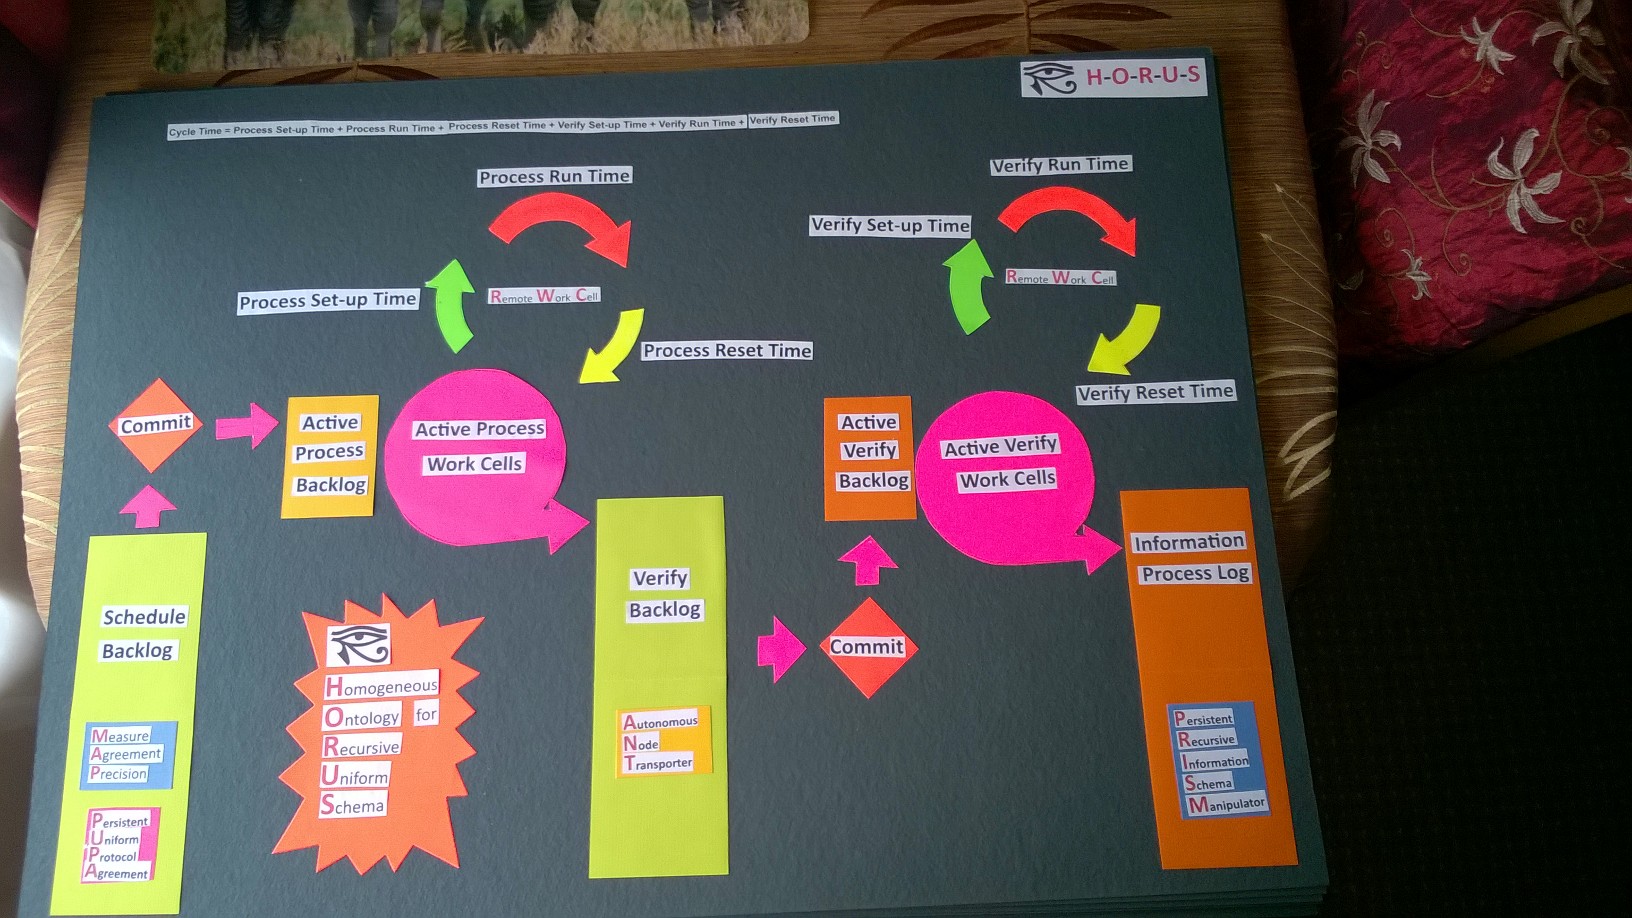 H-O-R-U-S
Cycle Time = Process Set-up Time + Process Run Time + Process Reset Time + Verify Set-up Time + Verify Run Time + Verify Reset Time
Process Run Time
Verify Run Time
Process Set-up Time
Remote Work Cell
Process Reset Time
Verify Set-up Time
Remote Work Cell
Verify Reset Time
Commit
Active
Process
Backlog
Active Process
Work Cells
Active
Verify
Backlog
Active Verify
Work Cells
Schedule
Backlog
Measure
Agreement
Precision
Persistent
Uniform
Protocol
Agreement
Homogeneous
Ontology for
Recursive
Uniform
Schema
Verify
Backlog
Autonomous
Node
Transporter
Commit
Information
Process Log
Persistent
Recursive
Information
Schema
Manipulator